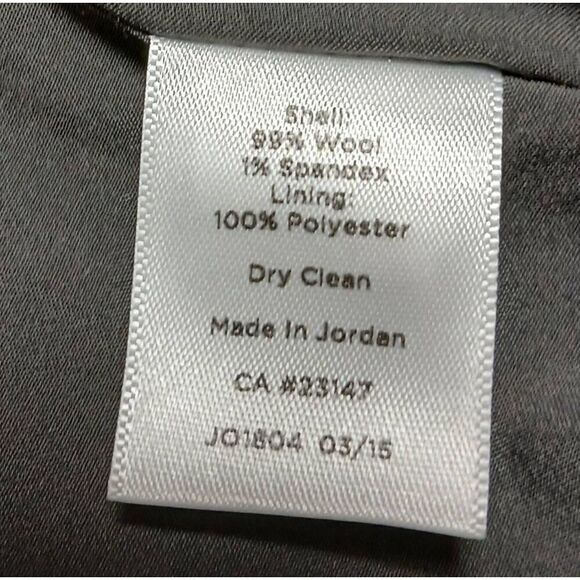 Shell:
99% Wool
1% Spandex
Lining:
100% Polyester
Dry Clean
Made In Jordan
CA #23147
JO1804 03/15